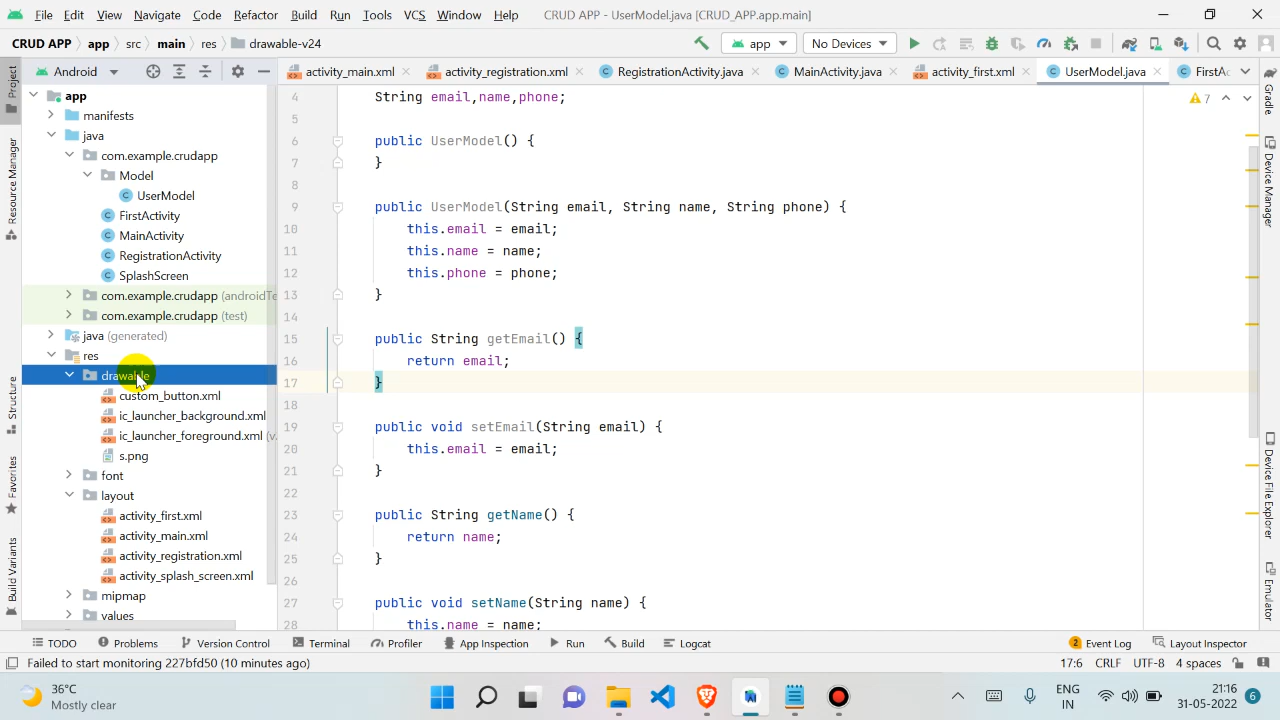 File Edit View Navigate Code Refactor Build Run Tools VCS Window Help CRUD APP - UserModel.java [CRUD_APP.app.main]
CRUD APP app src main res drawable-v24 app No Devices
Android activity_main.xml activity_registration.xml RegistrationActivity.java MainActivity.java activity_first.xml UserModel.java FirstA
Project
Resource Manager
Structure
Favorites
Build Variants
app
manifests
java
com.example.crudapp
Model
UserModel
FirstActivity
MainActivity
RegistrationActivity
SplashScreen
com.example.crudapp (androidTe
com.example.crudapp (test)
java (generated)
res
drawable
custom_button.xml
ic_launcher_background.xml
ic_launcher_foreground.xml (v
s.png
font
layout
activity_first.xml
activity_main.xml
activity_registration.xml
activity_splash_screen.xml
mipmap
values
4 String email,name,phone;
5
6 public UserModel() {
7 }
8
9 public UserModel(String email, String name, String phone) {
10 this.email = email;
11 this.name = name;
12 this.phone = phone;
13 }
14
15 public String getEmail() {
16 return email;
17 }
18
19 public void setEmail(String email) {
20 this.email = email;
21 }
22
23 public String getName() {
24 return name;
25 }
26
27 public void setName(String name) {
28 this.name = name;
7
Gradle
Device Manager
Device File Explorer
Emulator
TODO Problems Version Control Terminal Profiler App Inspection Run Build Logcat 2 Event Log Layout Inspector
Failed to start monitoring 227bfd50 (10 minutes ago) 17:6 CRLF UTF-8 4 spaces
36°C
Mostly clear
ENG
IN
21:16
31-05-2022
6